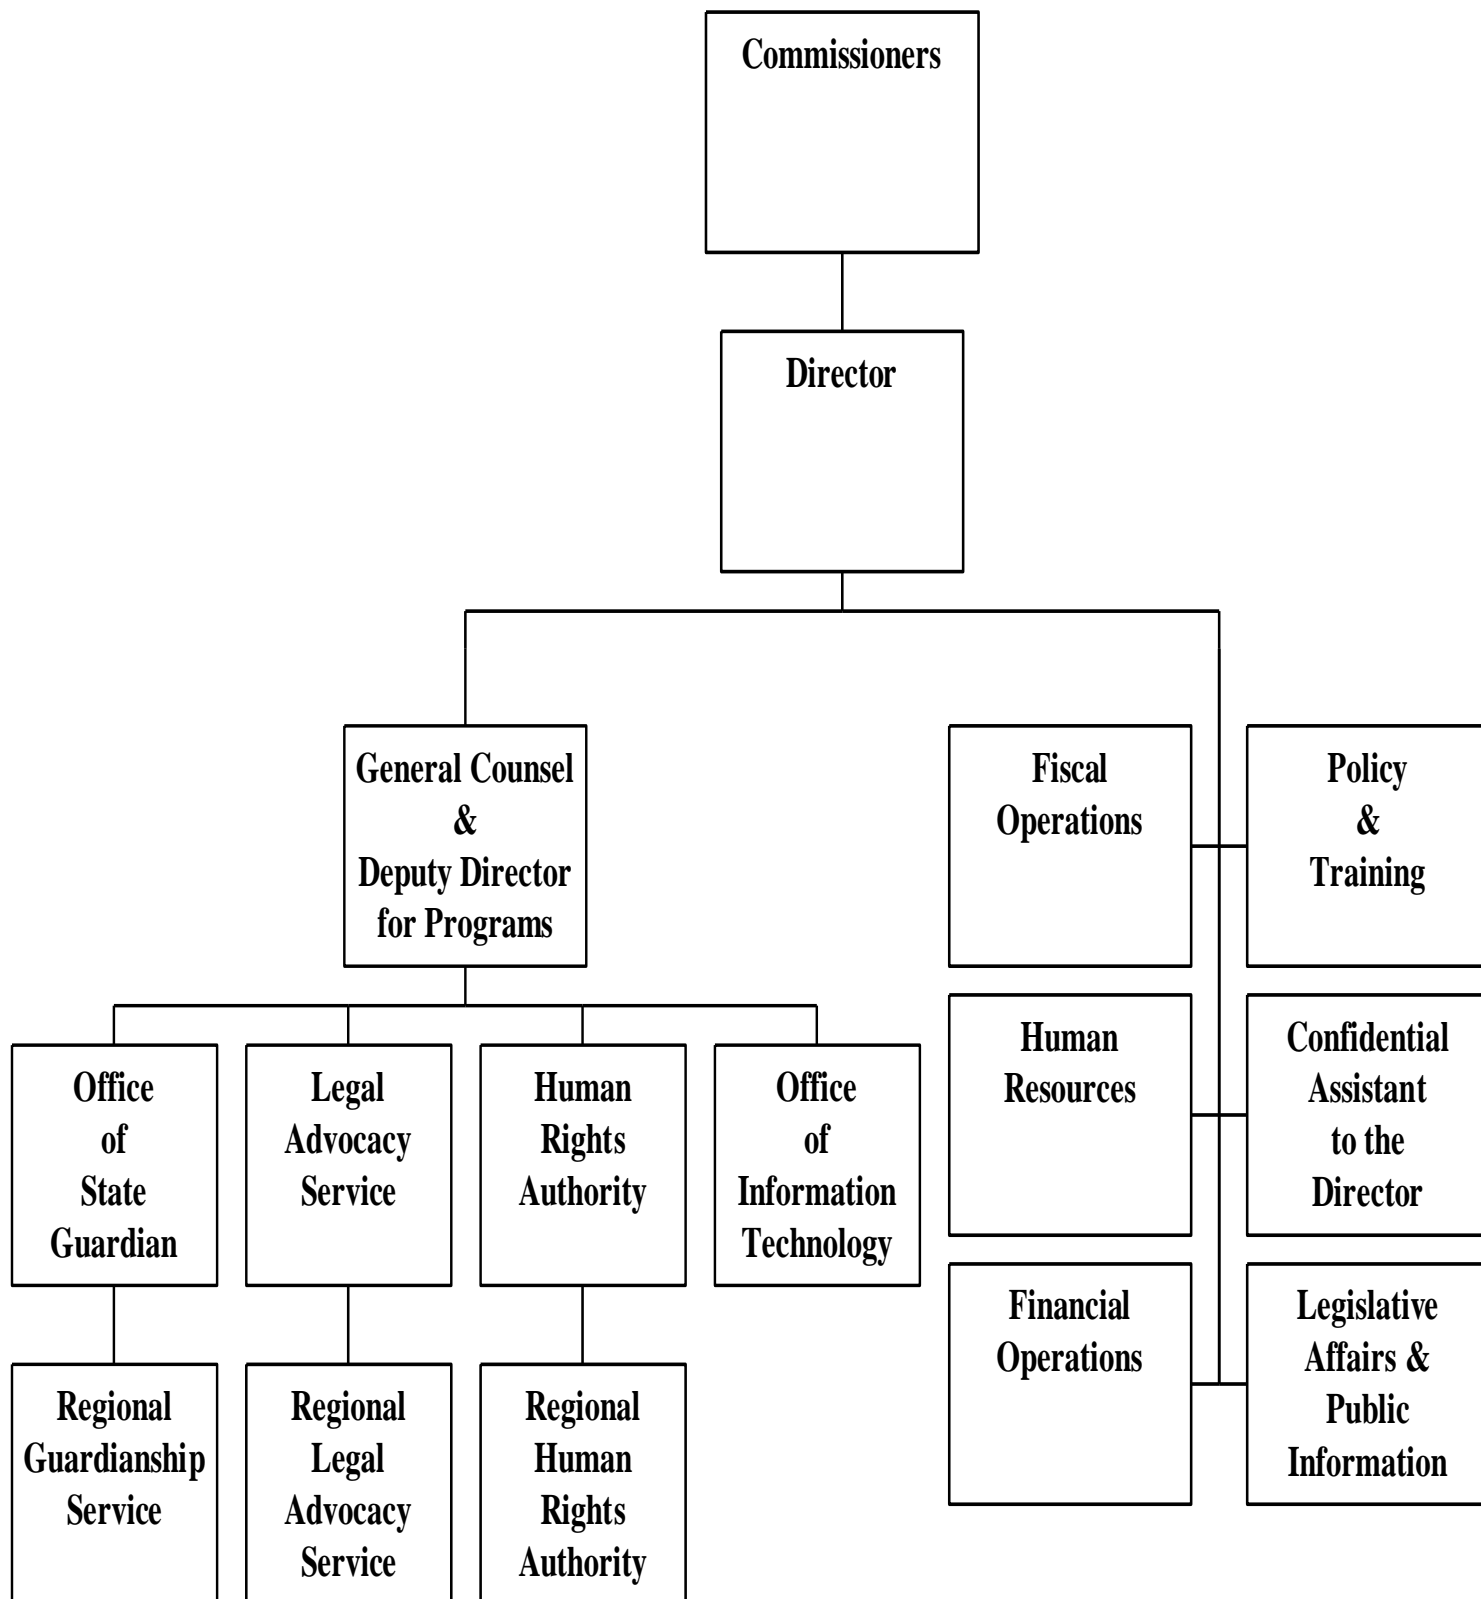 Commissioners
Director
General Counsel
&
Deputy Director
for Programs
Fiscal
Operations
Policy
&
Training
Human
Resources
Confidential
Assistant
to the
Director
Financial
Operations
Legislative
Affairs &
Public
Information
Office
of
State
Guardian
Legal
Advocacy
Service
Human
Rights
Authority
Office
of
Information
Technology
Regional
Guardianship
Service
Regional
Legal
Advocacy
Service
Regional
Human
Rights
Authority